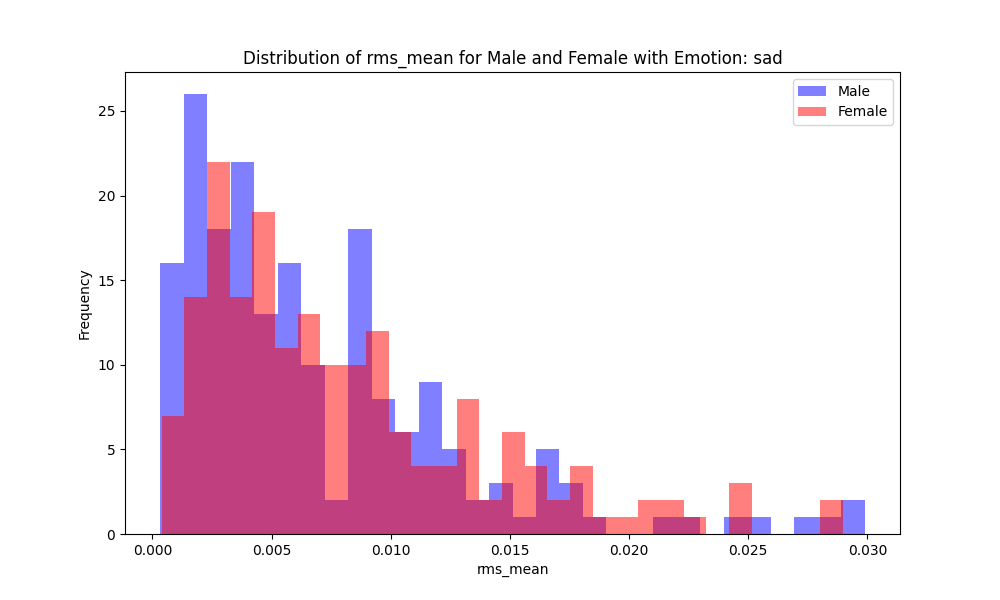 Distribution of rms_mean for Male and Female with Emotion: sad
Male
Female
Frequency
25
20
15
10
5
0
0.000 0.005 0.010 0.015 0.020 0.025 0.030
rms_mean